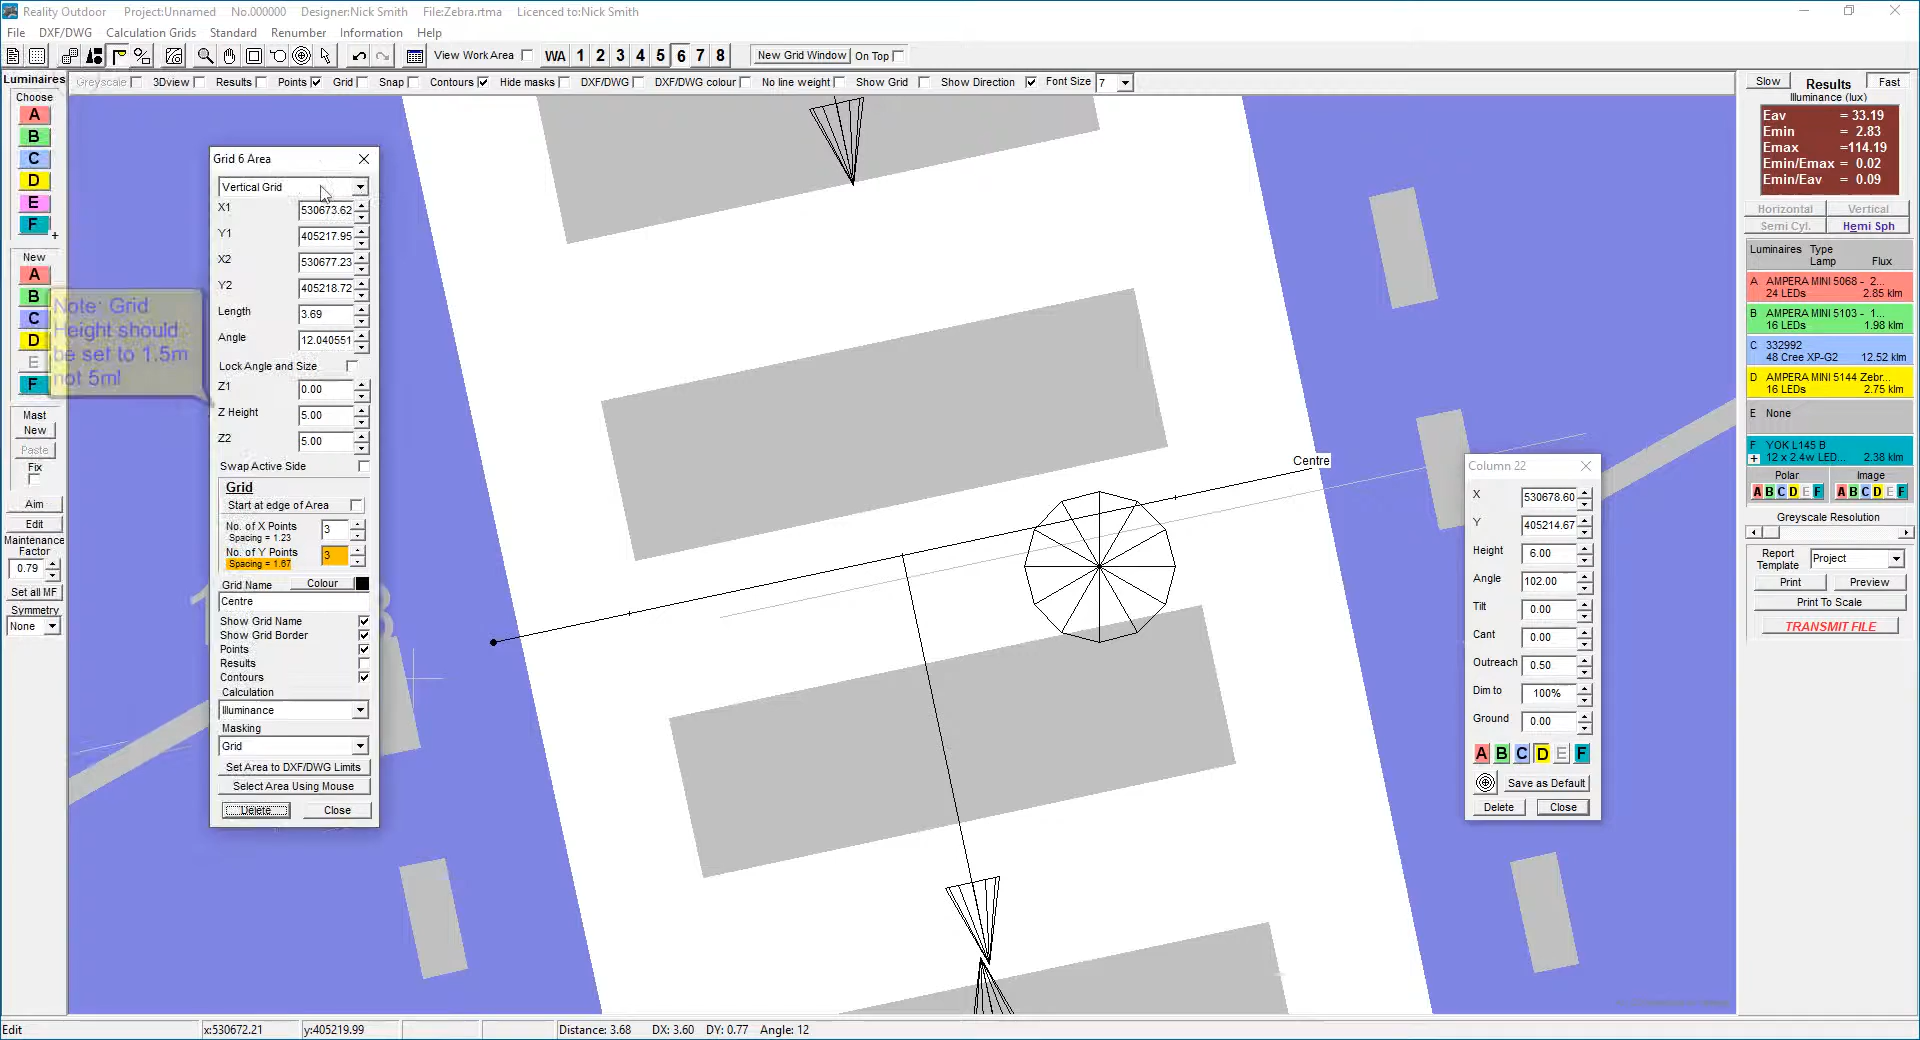 Reality Outdoor Project:Unnamed No.000000 Designer:Nick Smith File:Zebra.rtma Licenced to:Nick Smith
File DXF/DWG Calculation Grids Standard Renumber Information Help
View Work Area WA 1 2 3 4 5 6 7 8 New Grid Window On Top
Greyscale 3Dview Results Points Grid Snap Contours Hide masks DXF/DWG DXF/DWG colour No line weight Show Grid Show Direction Font Size 7
Luminaires
Choose
A
B
C
D
E
F
+
New
A
B
C
D
E
F
Mast
New
Paste
Fix
Aim
Edit
Maintenance
Factor
0.79
Set all MF
Symmetry
None
Note: Grid
Height should
be set to 1.5m
not 5m!
Grid 6 Area
Vertical Grid
X1 530673.62
Y1 405217.95
X2 530677.23
Y2 405218.72
Length 3.69
Angle 12.040551
Lock Angle and Size
Z1 0.00
Z Height 5.00
Z2 5.00
Swap Active Side
Grid
Start at edge of Area
No. of X Points 3
Spacing = 1.23
No. of Y Points 3
Spacing = 1.67
Grid Name Colour
Centre
Show Grid Name
Show Grid Border
Points
Results
Contours
Calculation
Illuminance
Masking
Grid
Set Area to DXF/DWG Limits
Select Area Using Mouse
Delete Close
Centre
Column 22
X 530678.60
Y 405214.67
Height 6.00
Angle 102.00
Tilt 0.00
Cant 0.00
Outreach 0.50
Dim to 100%
Ground 0.00
A B C D E F
Save as Default
Delete Close
Slow Results Fast
Illuminance (lux)
Eav = 33.19
Emin = 2.83
Emax =114.19
Emin/Emax = 0.02
Emin/Eav = 0.09
Horizontal Vertical
Semi Cyl. Hemi Sph
Luminaires Type
Lamp Flux
A AMPERA MINI 5068 - 2...
24 LEDs 2.85 klm
B AMPERA MINI 5103 - 1...
16 LEDs 1.98 klm
C 332992
48 Cree XP-G2 12.52 klm
D AMPERA MINI 5144 Zebr...
16 LEDs 2.75 klm
E None
F YOA L145 B
+ 12 x 2.4w LED... 2.38 klm
Polar Image
A B C D E F A B C D E F
Greyscale Resolution
Report
Template Project
Print Preview
Print To Scale
TRANSMIT FILE
Edit x:530672.21 y:405219.99 Distance: 3.68 DX: 3.60 DY: 0.77 Angle: 12